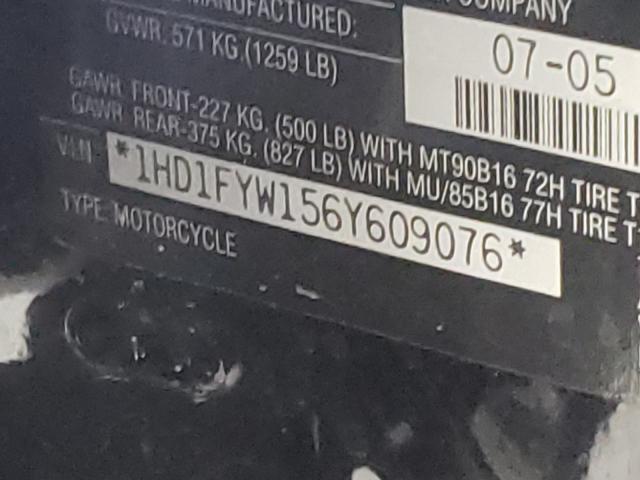 MANUFACTURED:
COMPANY
GVWR: 571 KG.(1259 LB)
07-05
GAWR FRONT-227 KG. (500 LB) WITH MT90B16 72H TIRE
GAWR REAR-375 KG. (827 LB) WITH MU/85B16 77H TIRE
VIN- *1HD1FYW156Y609076*
TYPE MOTORCYCLE